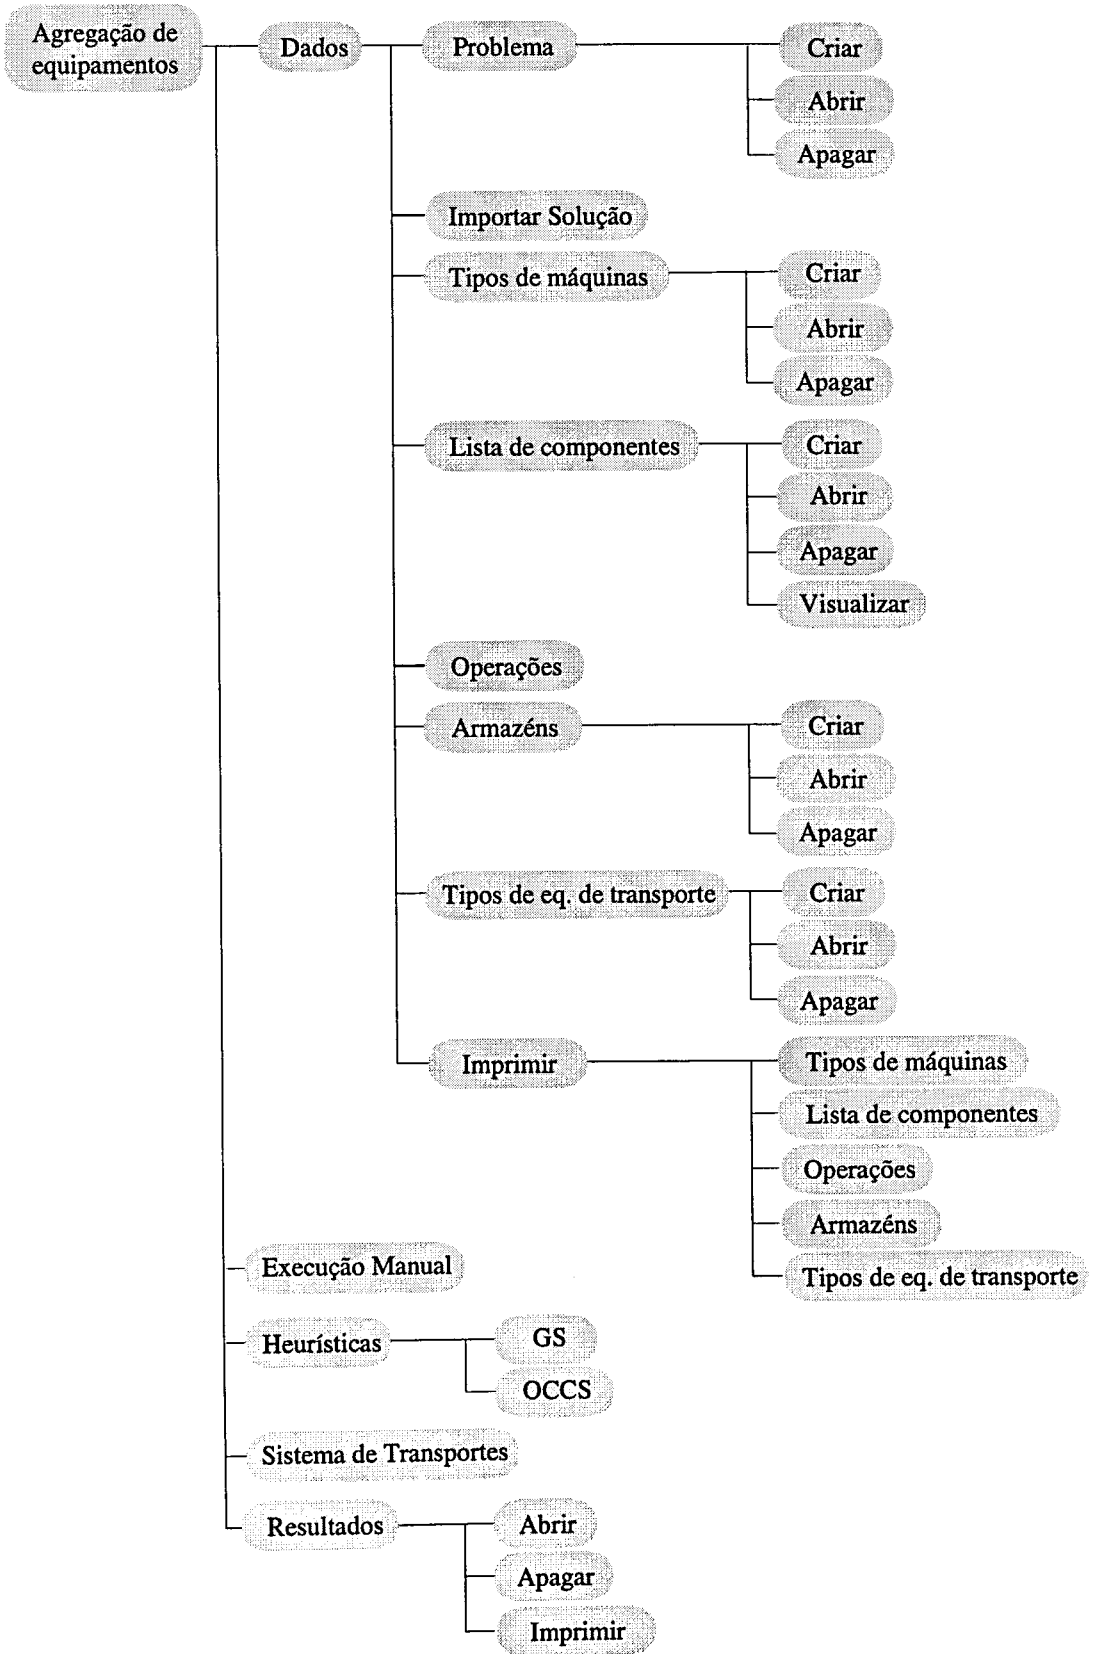 Agregação de
equipamentos
Dados
Problema
Criar
Abrir
Apagar
Importar Solução
Tipos de máquinas
Criar
Abrir
Apagar
Lista de componentes
Criar
Abrir
Apagar
Visualizar
Operações
Armazéns
Criar
Abrir
Apagar
Tipos de eq. de transporte
Criar
Abrir
Apagar
Imprimir
Tipos de máquinas
Lista de componentes
Operações
Armazéns
Tipos de eq. de transporte
Execução Manual
Heurísticas
GS
OCCS
Sistema de Transportes
Resultados
Abrir
Apagar
Imprimir